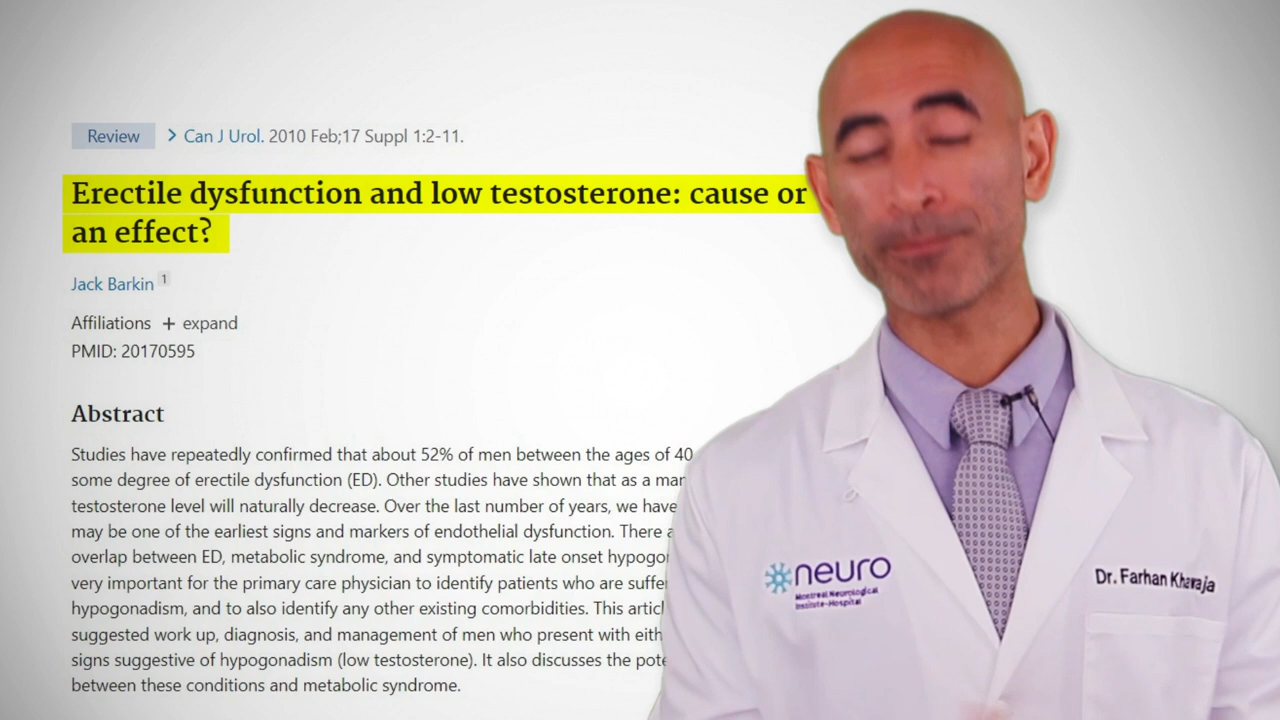 Review > Can J Urol. 2010 Feb;17 Suppl 1:2-11.
Erectile dysfunction and low testosterone: cause or
an effect?
Jack Barkin 1
Affiliations + expand
PMID: 20170595
Abstract
Studies have repeatedly confirmed that about 52% of men between the ages of 40
some degree of erectile dysfunction (ED). Other studies have shown that as a mar
testosterone level will naturally decrease. Over the last number of years, we have
may be one of the earliest signs and markers of endothelial dysfunction. There a
overlap between ED, metabolic syndrome, and symptomatic late onset hypogo
very important for the primary care physician to identify patients who are suffe
hypogonadism, and to also identify any other existing comorbidities. This articl
suggested work up, diagnosis, and management of men who present with eith
signs suggestive of hypogonadism (low testosterone). It also discusses the pote
between these conditions and metabolic syndrome.
neuro
Montreal Neurological
Institute-Hospital
Dr. Farhan Khawaja